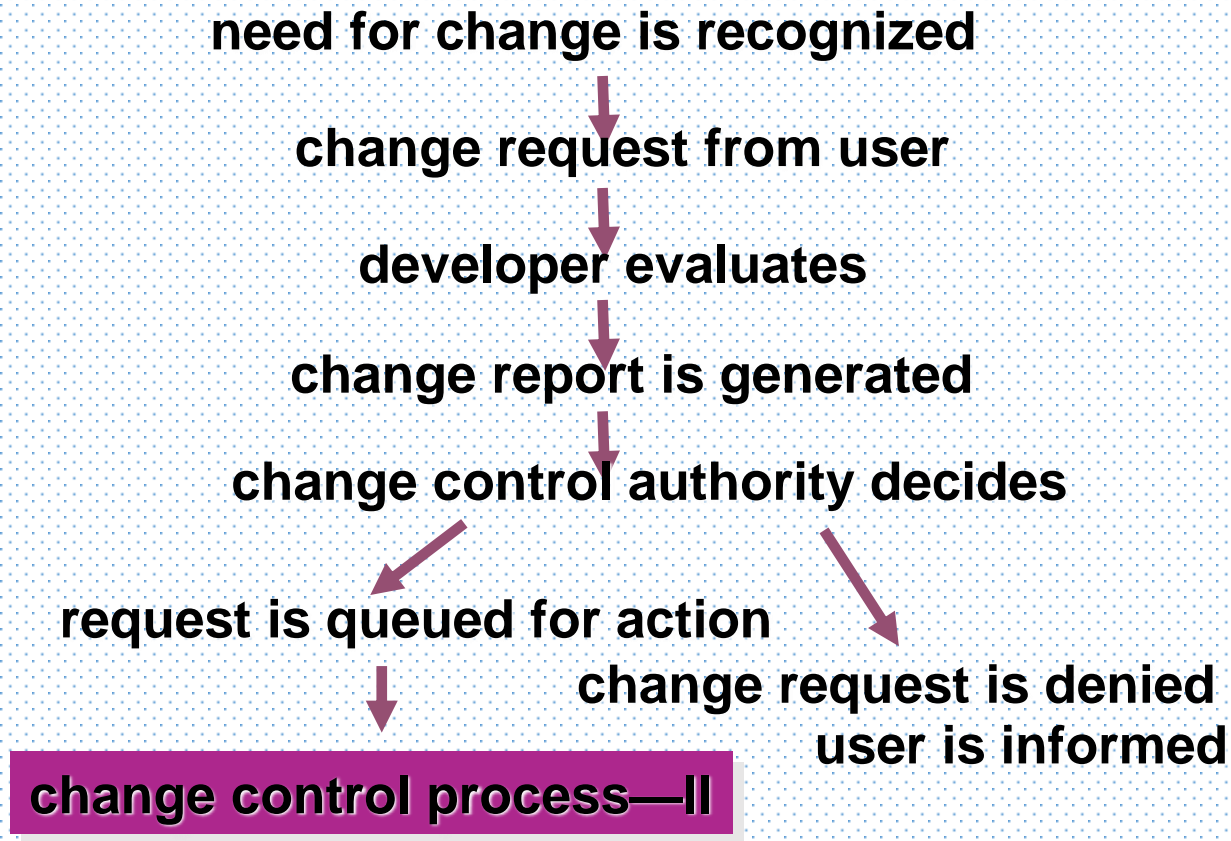 need for change is recognized
change request from user
developer evaluates
change report is generated
change control authority decides
request is queued for action
change request is denied
user is informed
change control process—II